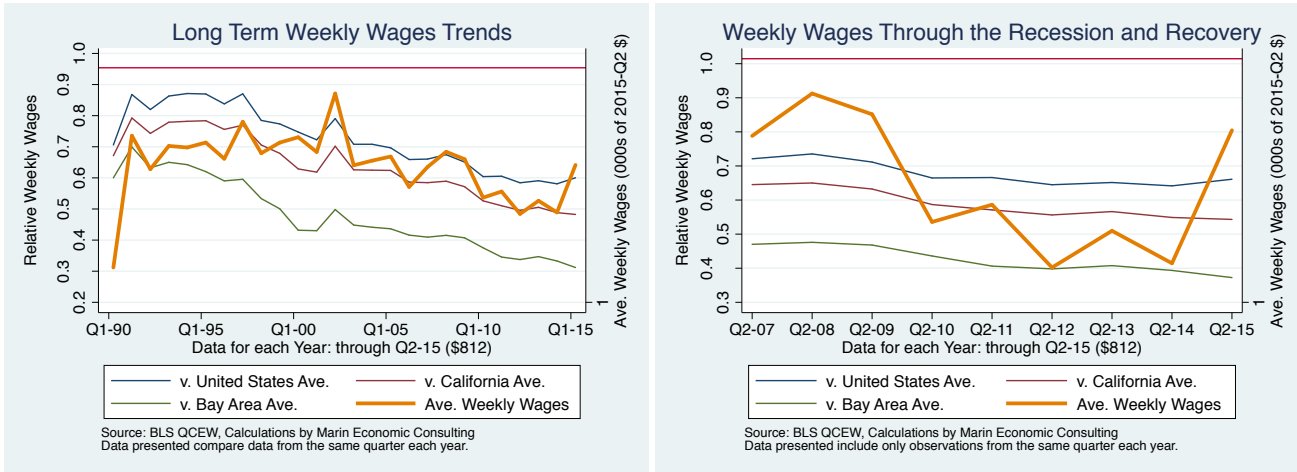 Long Term Weekly Wages Trends
Relative Weekly Wages
1.0
0.9
0.8
0.7
0.6
0.5
0.4
0.3
0.2
1
Ave. Weekly Wages (000s of 2015-Q2 $)
Q1-90 Q1-95 Q1-00 Q1-05 Q1-10 Q1-15
Data for each Year: through Q2-15 ($812)
v. United States Ave. v. California Ave.
v. Bay Area Ave. Ave. Weekly Wages
Source: BLS QCEW, Calculations by Marin Economic Consulting
Data presented compare data from the same quarter each year.
Weekly Wages Through the Recession and Recovery
Relative Weekly Wages
1.0
0.9
0.8
0.7
0.6
0.5
0.4
0.3
1
Ave. Weekly Wages (000s of 2015-Q2 $)
Q2-07 Q2-08 Q2-09 Q2-10 Q2-11 Q2-12 Q2-13 Q2-14 Q2-15
Data for each Year: through Q2-15 ($812)
v. United States Ave. v. California Ave.
v. Bay Area Ave. Ave. Weekly Wages
Source: BLS QCEW, Calculations by Marin Economic Consulting
Data presented include only observations from the same quarter each year.